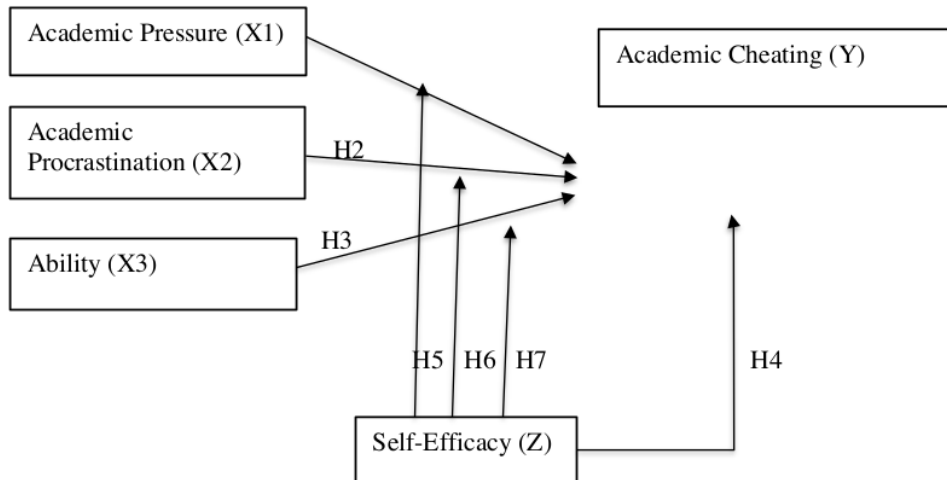 Academic Pressure (X1)
Academic Cheating (Y)
Academic
Procrastination (X2)
H2
H3
Ability (X3)
H5
H6
H7
H4
Self-Efficacy (Z)